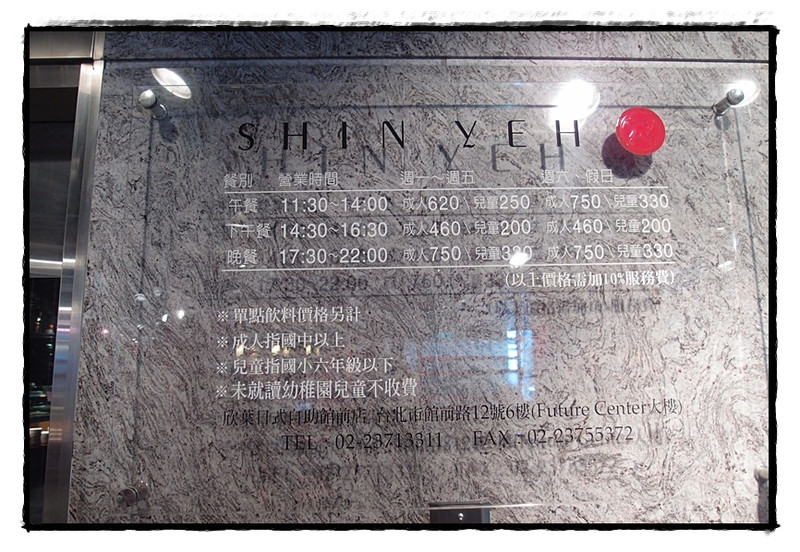 SHIN YEH
餐別 營業時間 週一~週五 週六、假日
午餐 11:30~14:00 成人620\兒童250 成人750\兒童330
下午餐 14:30~16:30 成人460\兒童200 成人460\兒童200
晚餐 17:30~22:00 成人750\兒童330 成人750\兒童330
(以上價格需加10%服務費)
※單點飲料價格另計
※成人指國中以上
※兒童指國小六年級以下
※未就讀幼稚園兒童不收費
欣葉日式自助館前店 台北市館前路12號6樓(Future Center大樓)
TEL:02-23713311 FAX:02-23755372